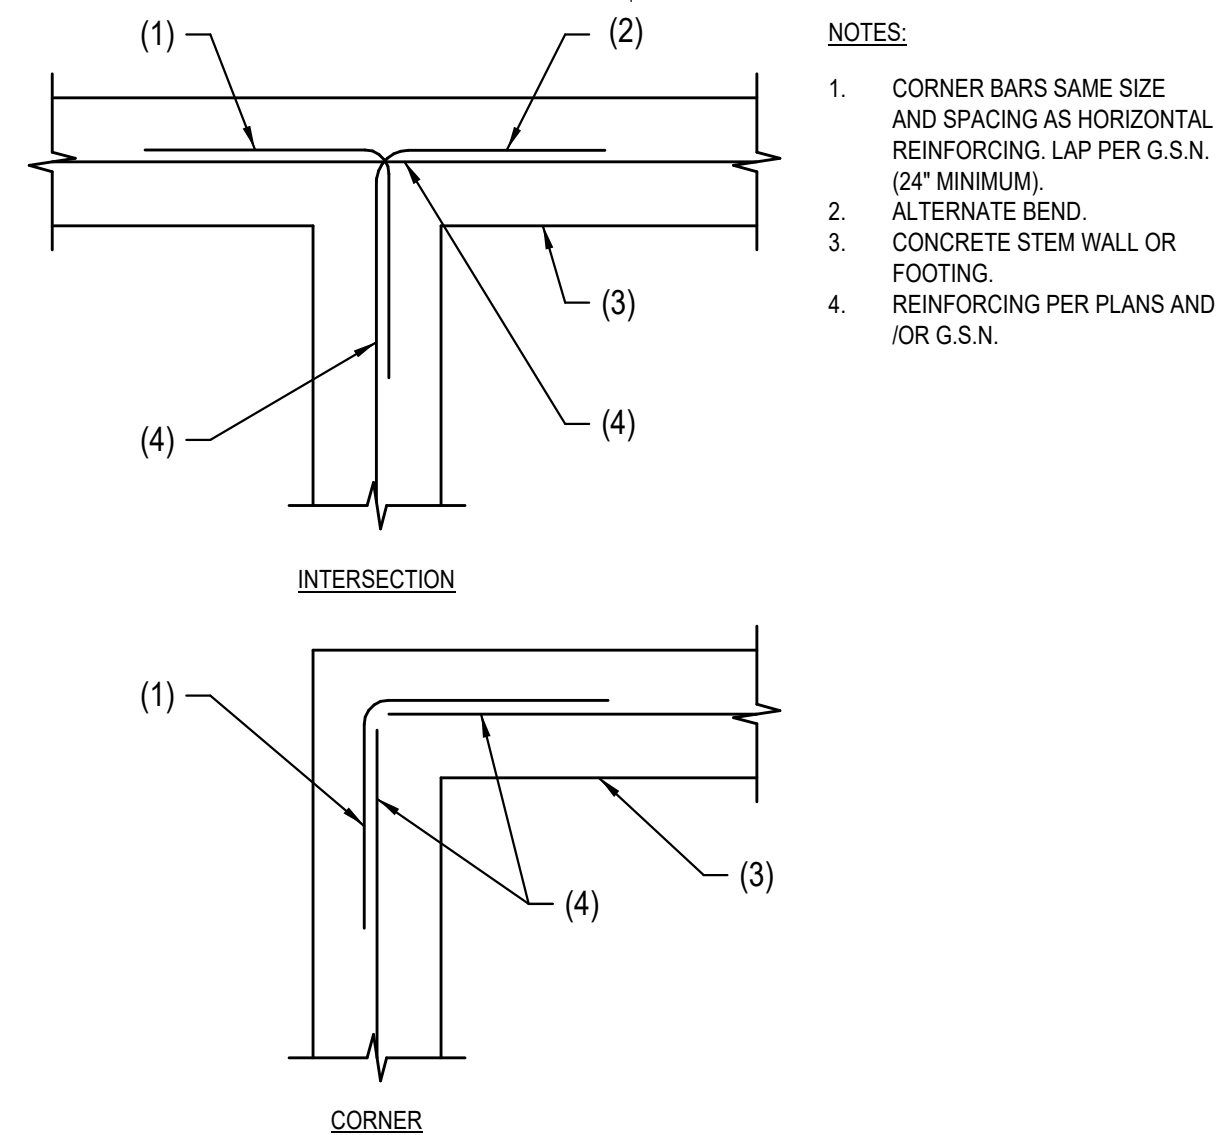 (1)
(2)
NOTES:
1. CORNER BARS SAME SIZE
AND SPACING AS HORIZONTAL
REINFORCING. LAP PER G.S.N.
(24" MINIMUM).
2. ALTERNATE BEND.
3. CONCRETE STEM WALL OR
FOOTING.
4. REINFORCING PER PLANS AND
/OR G.S.N.
(3)
(4)
(4)
INTERSECTION
(1)
(3)
(4)
CORNER